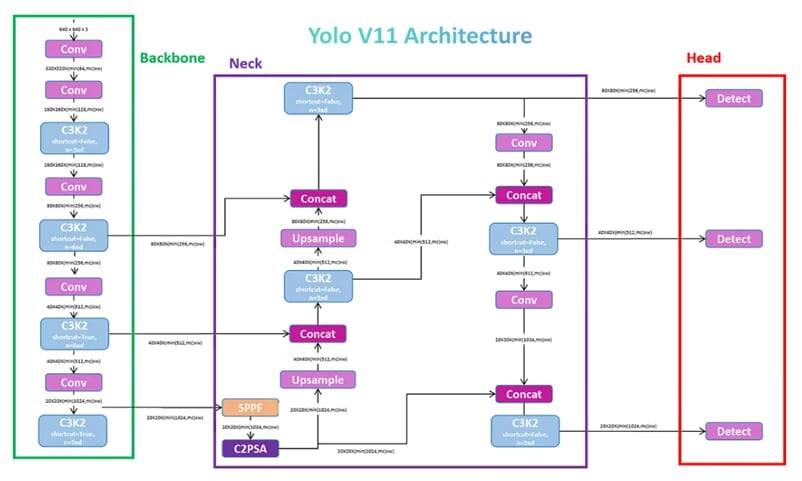 Yolo V11 Architecture
Backbone
640 x 640 x 3
Conv
320X320X(min(64,mc)xw)
Conv
160X160X(min(128,mc)xw)
C3K2
shortcut=False,
n=3xd
160X160X(min(128,mc)xw)
Conv
80X80X(min(256,mc)xw)
C3K2
shortcut=False,
n=6xd
80X80X(min(256,mc)xw)
80X80X(min(256,mc)xw)
Conv
40X40X(min(512,mc)xw)
C3K2
shortcut=True,
n=6xd
40X40X(min(512,mc)xw)
40X40X(min(512,mc)xw)
Conv
20X20X(min(1024,mc)xw)
20X20X(min(1024,mc)xw)
C3K2
shortcut=True,
n=3xd
Neck
C3K2
shortcut=False,
n=3xd
Concat
80X80X(min(256,mc)xw)
Upsample
40X40X(min(512,mc)xw)
C3K2
shortcut=False,
n=3xd
Concat
40X40X(min(512,mc)xw)
Upsample
20X20X(min(1024,mc)xw)
SPPF
20X20X(min(1024,mc)xw)
C2PSA
20X20X(min(1024,mc)xw)
40X40X(min(512,mc)xw)
80X80X(min(256,mc)xw)
Conv
80X80X(min(256,mc)xw)
Concat
C3K2
shortcut=False,
n=3xd
40X40X(min(512,mc)xw)
Conv
20X20X(min(1024,mc)xw)
Concat
C3K2
shortcut=False,
n=3xd
Head
80X80X(min(256,mc)xw)
Detect
40X40X(min(512,mc)xw)
Detect
20X20X(min(1024,mc)xw)
Detect